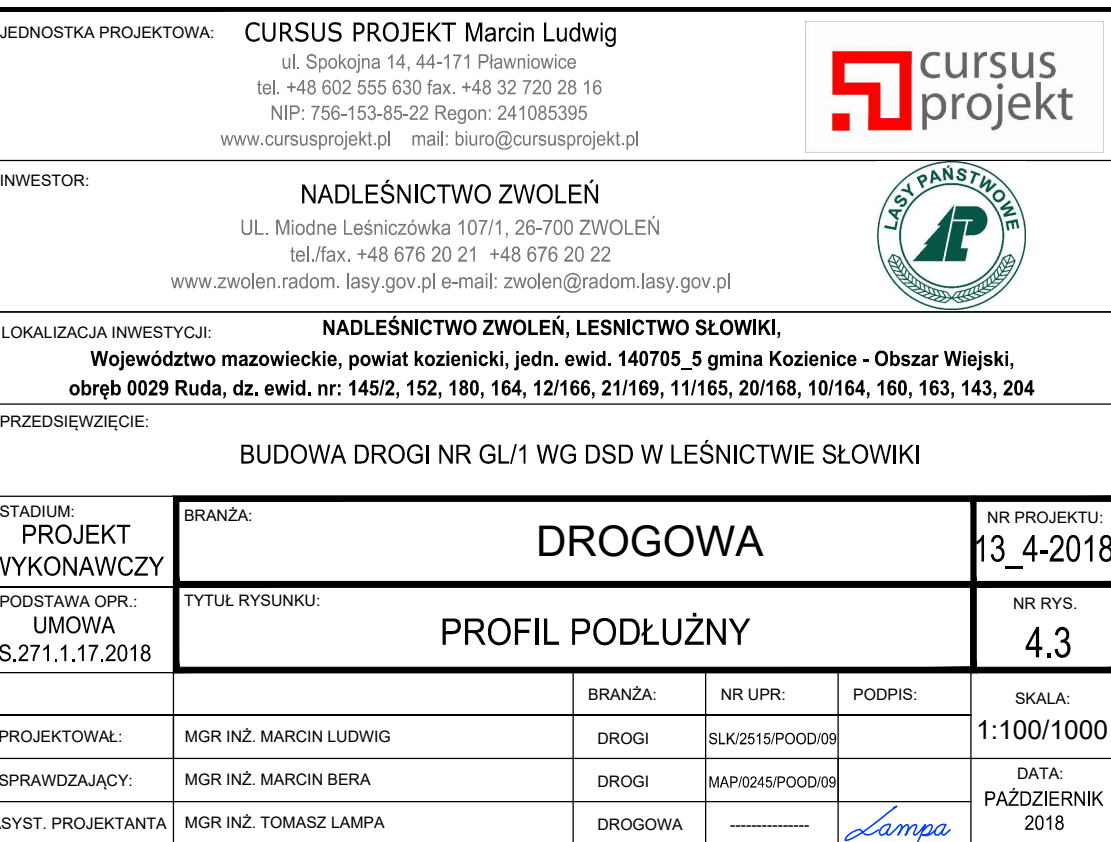 JEDNOSTKA PROJEKTOWA: CURSUS PROJEKT Marcin Ludwig
ul. Spokojna 14, 44-171 Pławniowice
tel. +48 602 555 630 fax. +48 32 720 28 16
NIP: 756-153-85-22 Regon: 241085395
www.cursusprojekt.pl mail: biuro@cursusprojekt.pl
cursus
projekt
INWESTOR:
NADLEŚNICTWO ZWOLEŃ
UL. Miodne Leśniczówka 107/1, 26-700 ZWOLEŃ
tel./fax. +48 676 20 21 +48 676 20 22
www.zwolen.radom. lasy.gov.pl e-mail: zwolen@radom.lasy.gov.pl
LASY PAŃSTWOWE
LOKALIZACJA INWESTYCJI: NADLEŚNICTWO ZWOLEŃ, LESNICTWO SŁOWIKI,
Województwo mazowieckie, powiat kozienicki, jedn. ewid. 140705_5 gmina Kozienice - Obszar Wiejski,
obręb 0029 Ruda, dz. ewid. nr: 145/2, 152, 180, 164, 12/166, 21/169, 11/165, 20/168, 10/164, 160, 163, 143, 204
PRZEDSIĘWZIĘCIE:
BUDOWA DROGI NR GL/1 WG DSD W LEŚNICTWIE SŁOWIKI
STADIUM:
PROJEKT
WYKONAWCZY
BRANŻA:
DROGOWA
NR PROJEKTU:
13_4-2018
PODSTAWA OPR.:
UMOWA
S.271.1.17.2018
TYTUŁ RYSUNKU:
PROFIL PODŁUŻNY
NR RYS.
4.3
BRANŻA: NR UPR: PODPIS:
SKALA:
1:100/1000
PROJEKTOWAŁ: MGR INŻ. MARCIN LUDWIG DROGI SLK/2515/POOD/09
SPRAWDZAJĄCY: MGR INŻ. MARCIN BERA DROGI MAP/0245/POOD/09
ASYST. PROJEKTANTA MGR INŻ. TOMASZ LAMPA DROGOWA --------------- Lampa
DATA:
PAŹDZIERNIK
2018